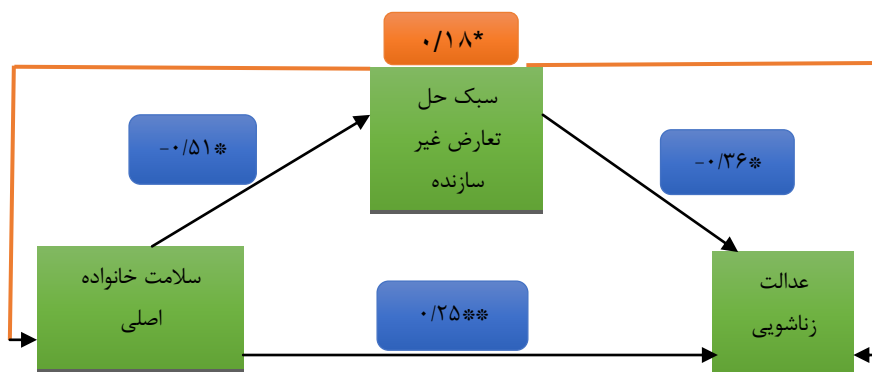 ۰/۱۸*
سبک حل
تعارض غیر
سازنده
-۰/۵۱*
-۰/۳۶*
سلامت خانواده
اصلی
۰/۲۵**
عدالت
زناشویی